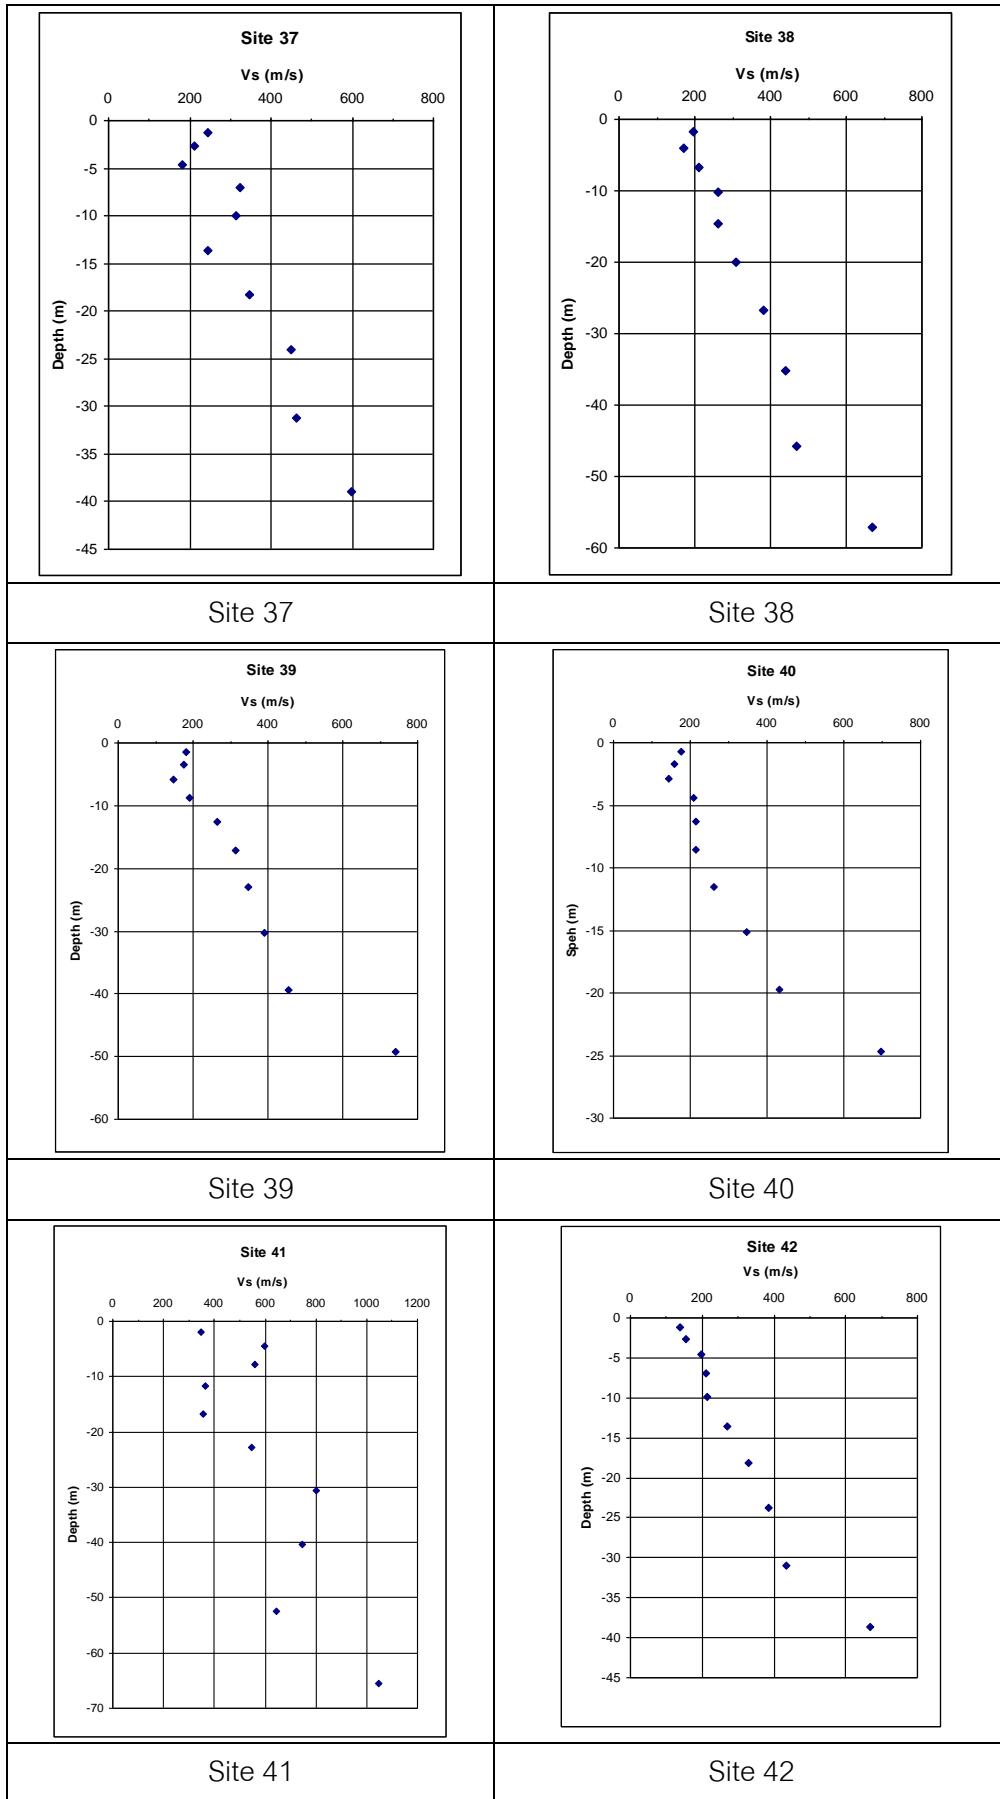 Site 37
Vs (m/s)
0 200 400 600 800
0
-5
-10
-15
-20
-25
-30
-35
-40
-45
Depth (m)
Site 37
Site 38
Vs (m/s)
0 200 400 600 800
0
-10
-20
-30
-40
-50
-60
Depth (m)
Site 38
Site 39
Vs (m/s)
0 200 400 600 800
0
-10
-20
-30
-40
-50
-60
Depth (m)
Site 39
Site 40
Vs (m/s)
0 200 400 600 800
0
-5
-10
-15
-20
-25
-30
Speh (m)
Site 40
Site 41
Vs (m/s)
0 200 400 600 800 1000 1200
0
-10
-20
-30
-40
-50
-60
-70
Depth (m)
Site 41
Site 42
Vs (m/s)
0 200 400 600 800
0
-5
-10
-15
-20
-25
-30
-35
-40
-45
Depth (m)
Site 42